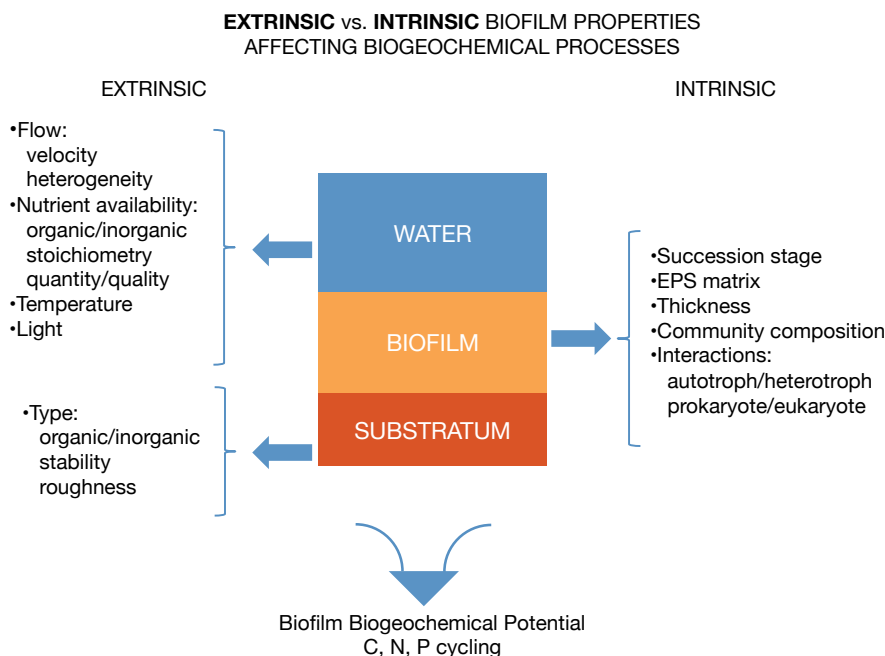 EXTRINSIC vs. INTRINSIC BIOFILM PROPERTIES
AFFECTING BIOGEOCHEMICAL PROCESSES
EXTRINSIC
•Flow:
velocity
heterogeneity
•Nutrient availability:
organic/inorganic
stoichiometry
quantity/quality
•Temperature
•Light
•Type:
organic/inorganic
stability
roughness
WATER
BIOFILM
SUBSTRATUM
INTRINSIC
•Succession stage
•EPS matrix
•Thickness
•Community composition
•Interactions:
autotroph/heterotroph
prokaryote/eukaryote
Biofilm Biogeochemical Potential
C, N, P cycling